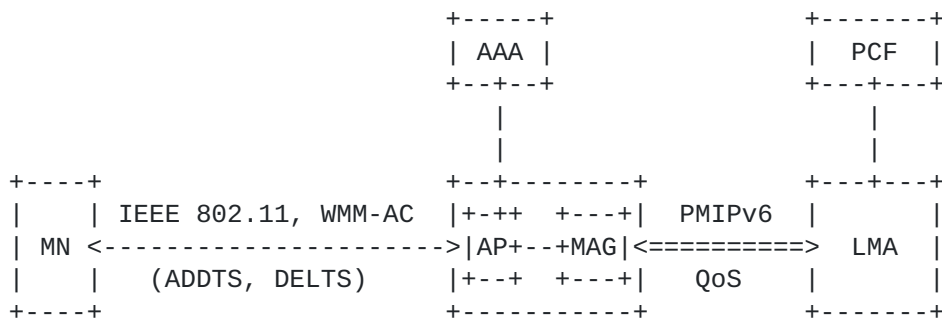 AAA PCF
IEEE 802.11, WMM-AC PMIPv6
MN AP MAG LMA
(ADDTS, DELTS) QoS